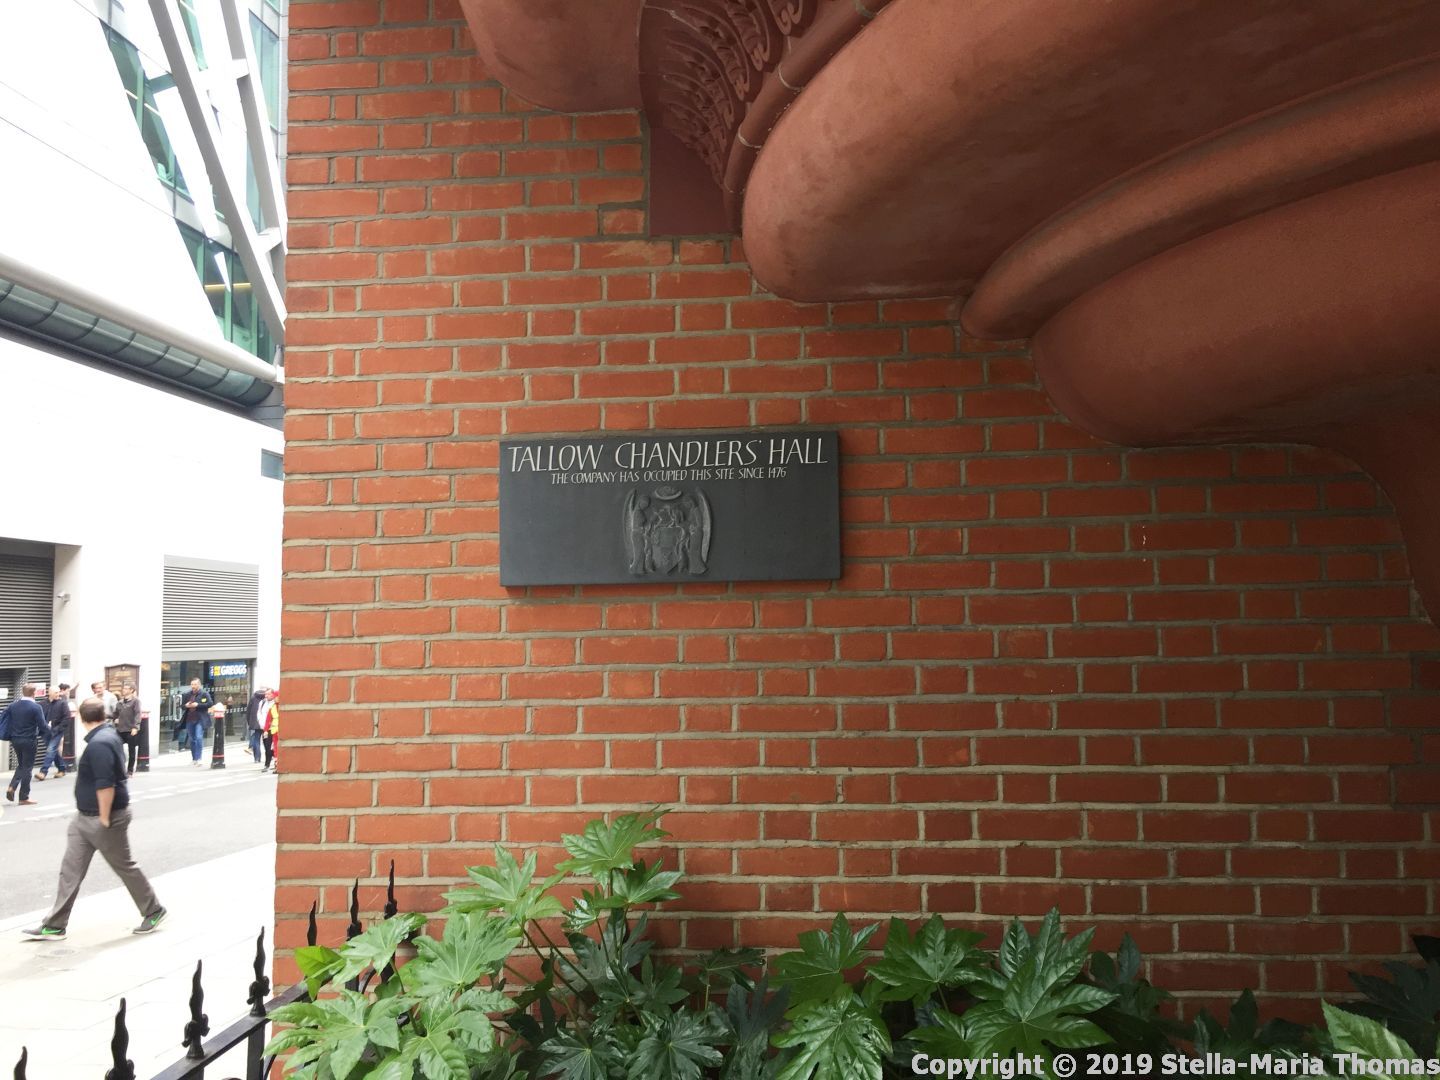 TALLOW CHANDLERS' HALL
THE COMPANY HAS OCCUPIED THIS SITE SINCE 1476
GREGGS
Copyright © 2019 Stella-Maria Thomas